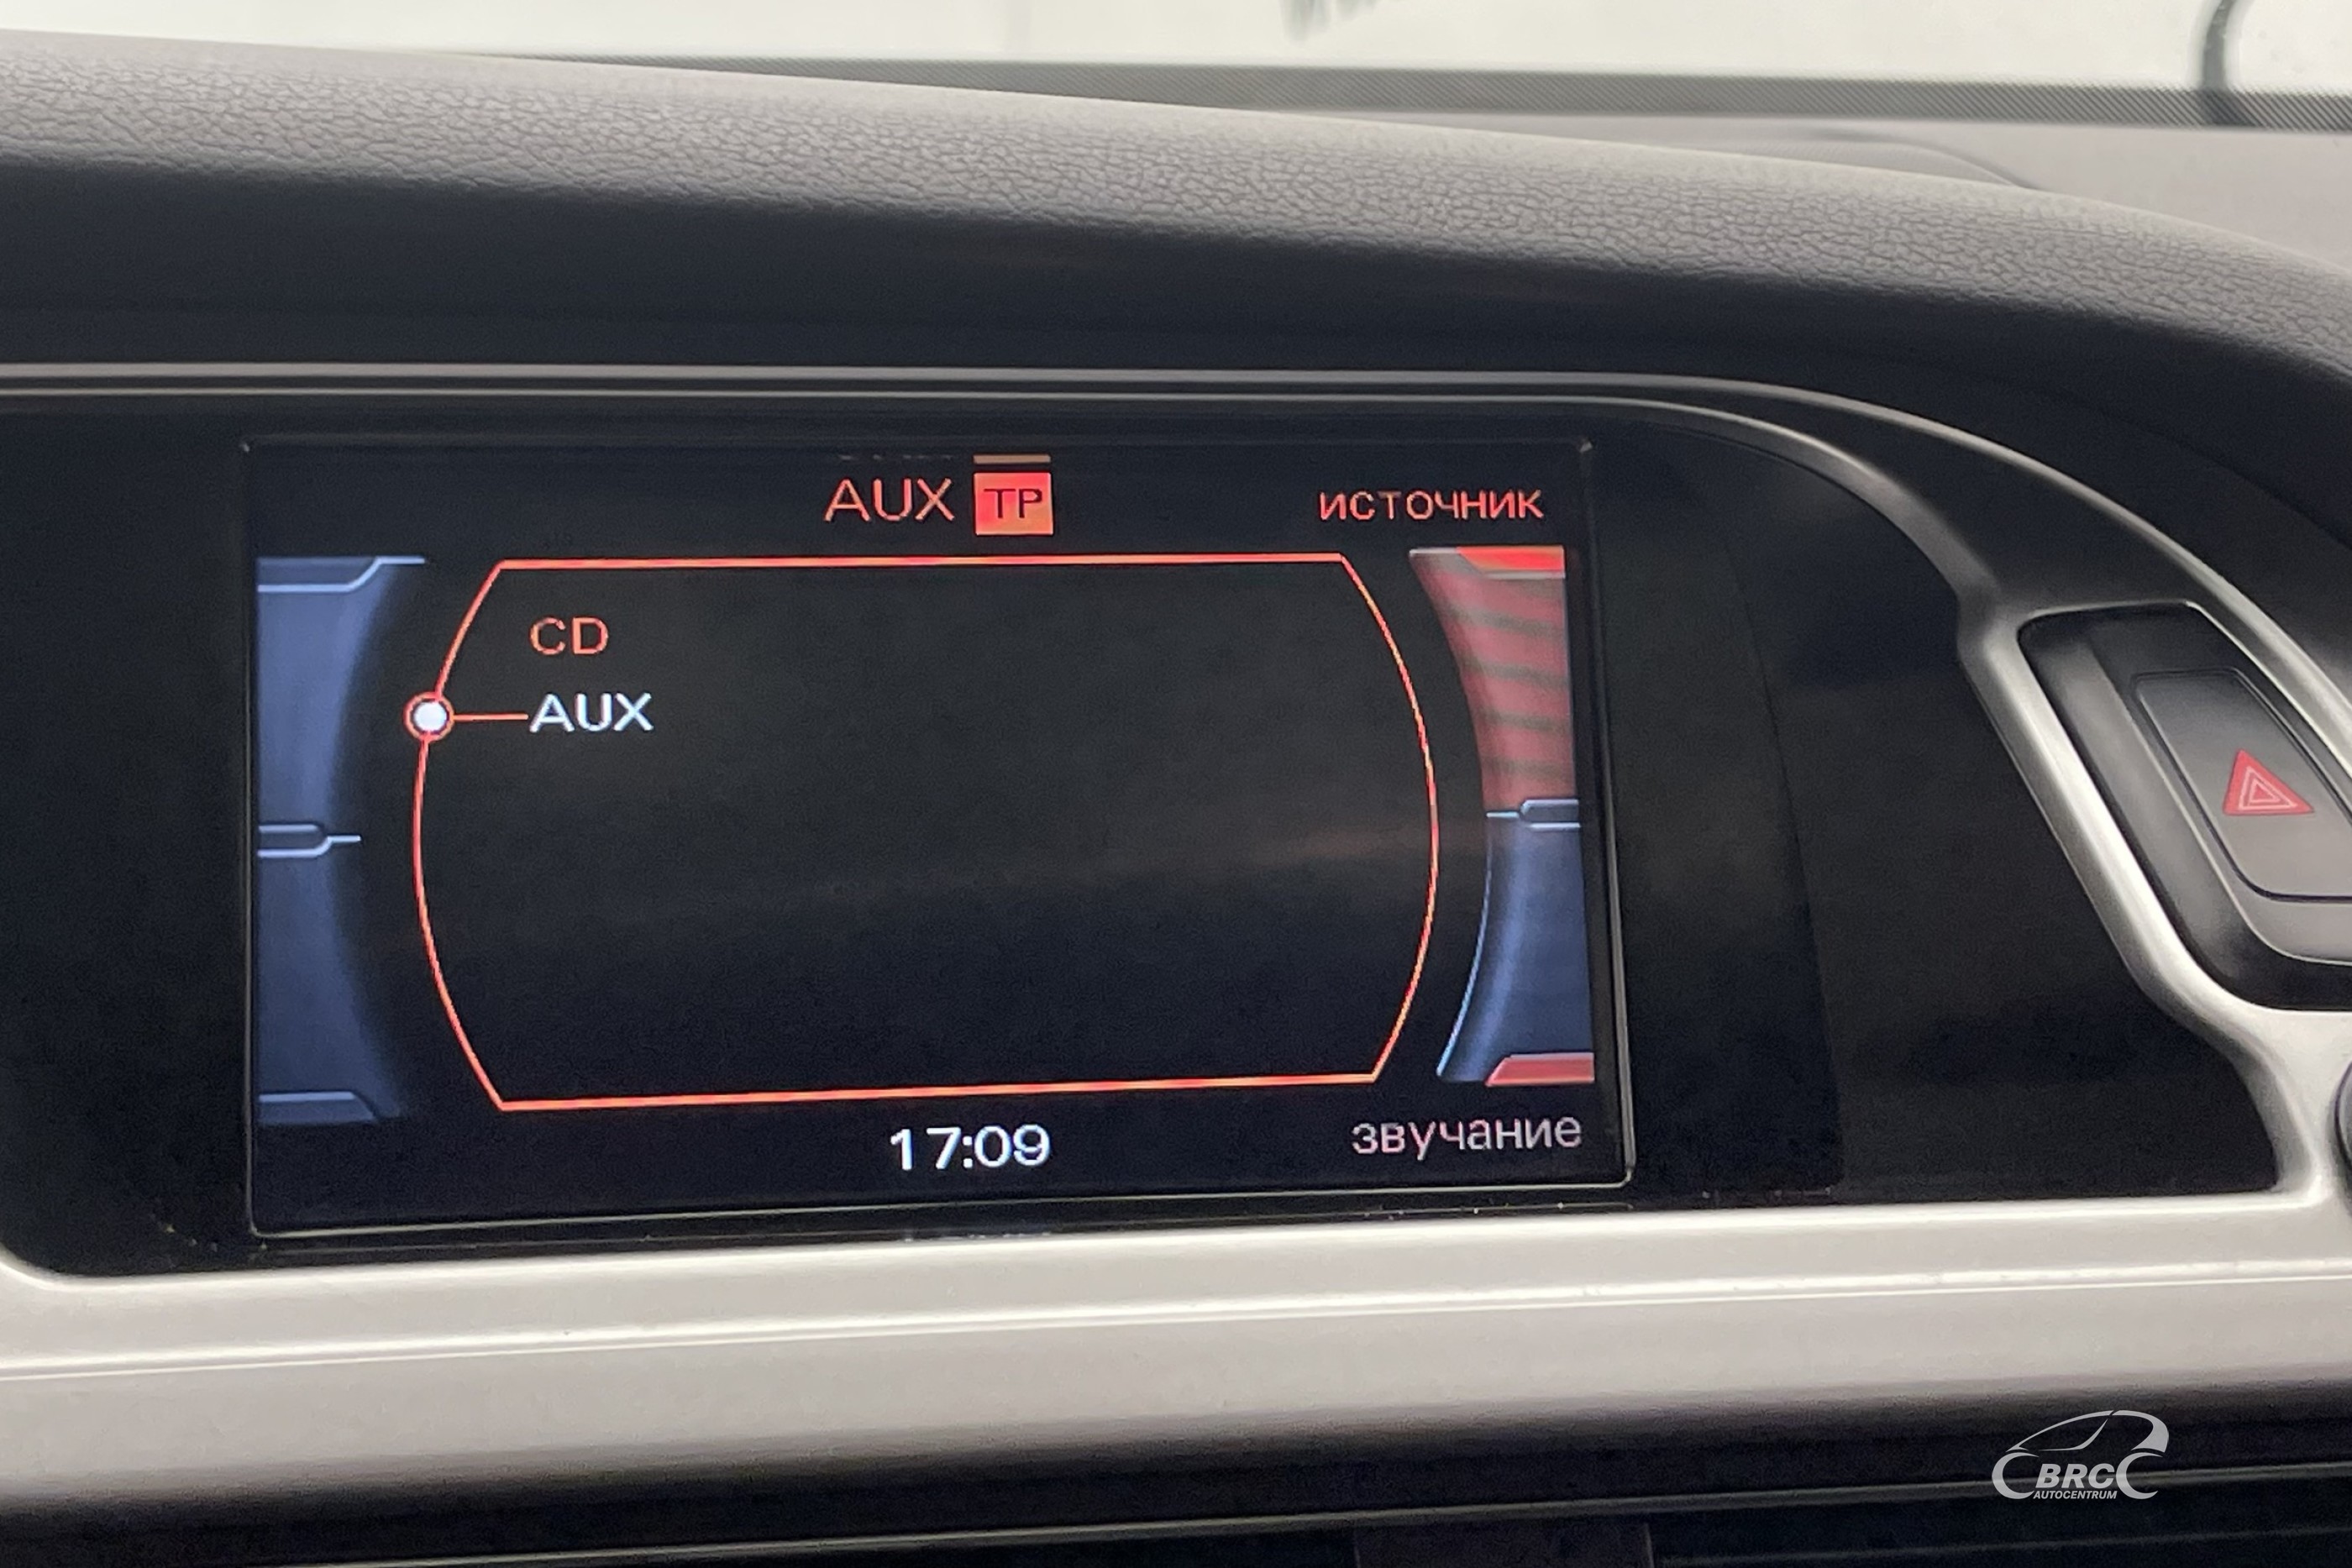 AUX TP
источник
CD
AUX
17:09
звучание
BRC
AUTOCENTRUM